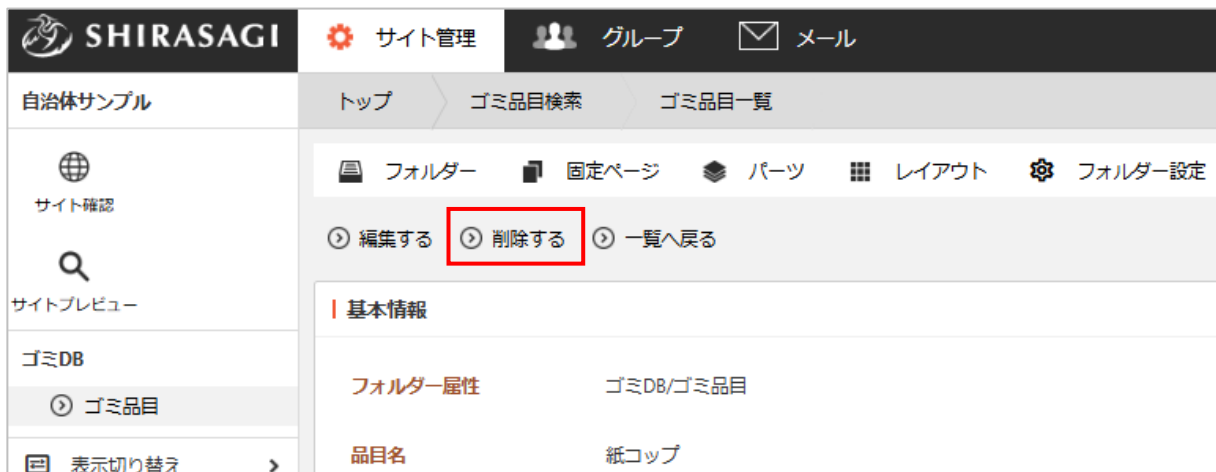 SHIRASAGI
サイト管理
グループ
メール
自治体サンプル
トップ
ゴミ品目検索
ゴミ品目一覧
サイト確認
サイトプレビュー
フォルダー
固定ページ
パーツ
レイアウト
フォルダー設定
編集する
削除する
一覧へ戻る
基本情報
ゴミDB
ゴミ品目
フォルダー属性
ゴミDB/ゴミ品目
品目名
紙コップ
表示切り替え